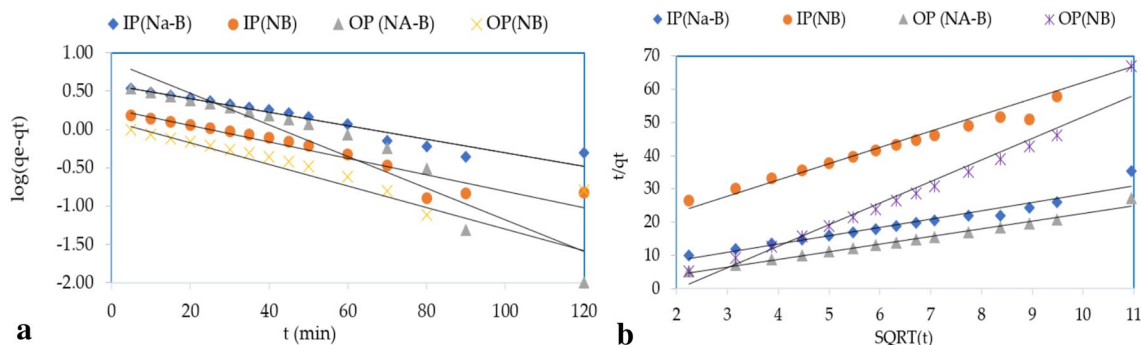 IP(Na-B) IP(NB) OP (NA-B) OP(NB)
1.00
0.50
0.00
-0.50
-1.00
-1.50
-2.00
log(qe-qt)
0 20 40 60 80 100 120
t (min)
a
IP(Na-B) IP(NB) OP (NA-B) OP(NB)
70
60
50
40
30
20
10
0
t/qt
2 3 4 5 6 7 8 9 10 11
SQRT(t)
b